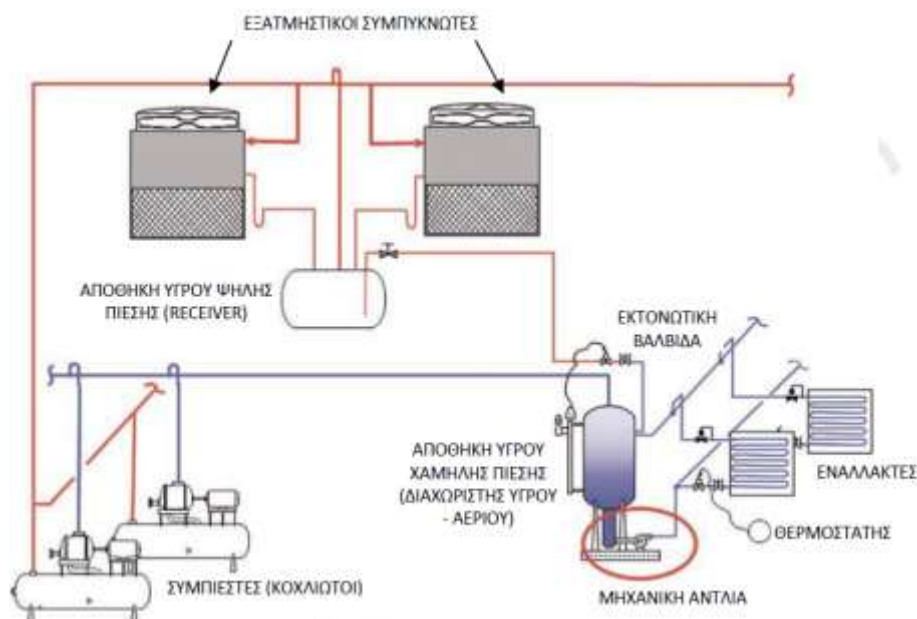 ΕΞΑΤΜΗΣΤΙΚΟΙ ΣΥΜΠΥΚΝΩΤΕΣ
ΑΠΟΘΗΚΗ ΥΓΡΟΥ ΨΗΛΗΣ
ΠΙΕΣΗΣ (RECEIVER)
ΕΚΤΟΝΩΤΙΚΗ
ΒΑΛΒΙΔΑ
ΑΠΟΘΗΚΗ ΥΓΡΟΥ
ΧΑΜΗΛΗΣ ΠΙΕΣΗΣ
(ΔΙΑΧΩΡΙΣΤΗΣ ΥΓΡΟΥ
- ΑΕΡΙΟΥ)
ΕΝΑΛΛΑΚΤΕΣ
ΘΕΡΜΟΣΤΑΤΗΣ
ΣΥΜΠΙΕΣΤΕΣ (ΚΟΧΛΙΩΤΟΙ)
ΜΗΧΑΝΙΚΗ ΑΝΤΛΙΑ